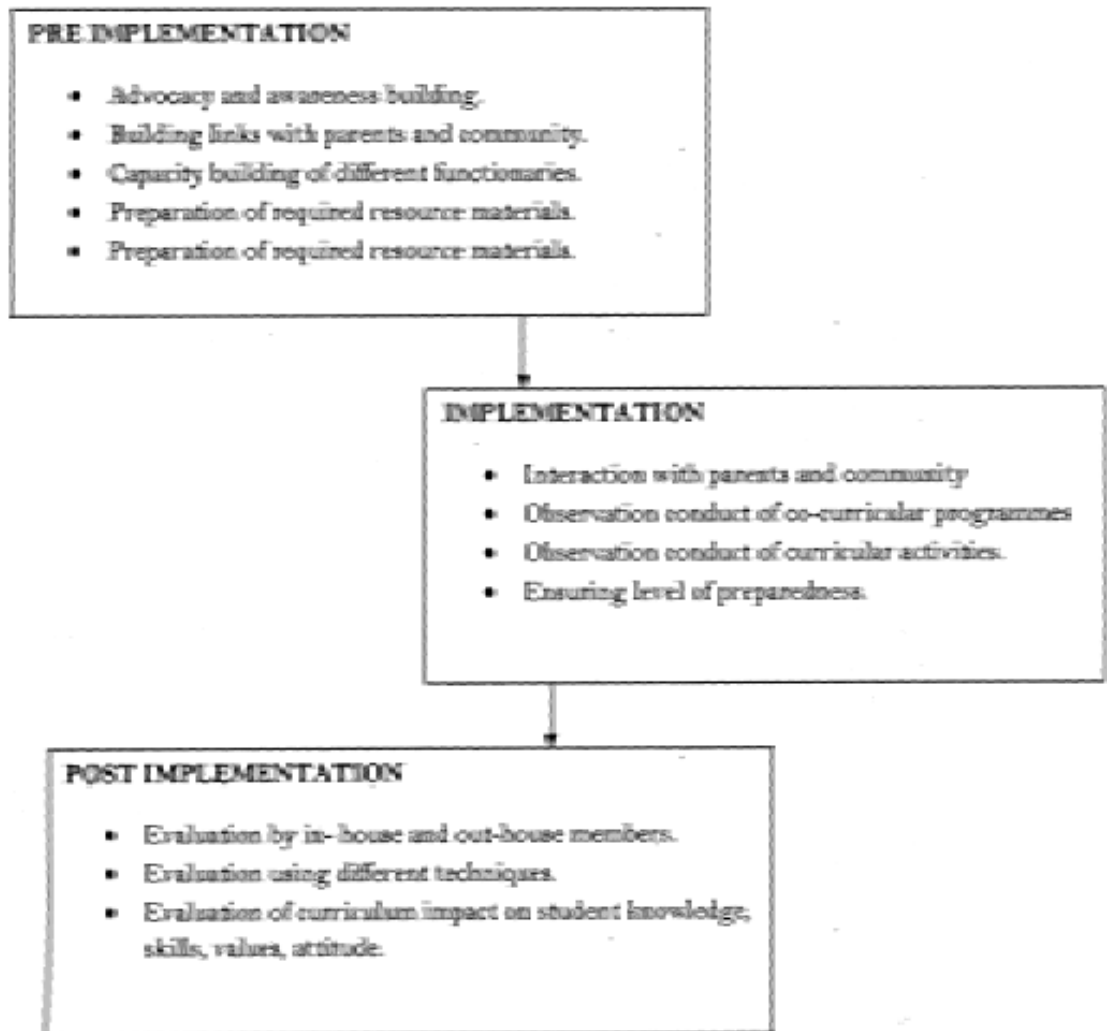 PRE IMPLEMENTATION
• Advocacy and awareness building.
• Building links with parents and community.
• Capacity building of different functionaries.
• Preparation of required resource materials.
• Preparation of required resource materials.
IMPLEMENTATION
• Interaction with parents and community
• Observation conduct of co-curricular programmes
• Observation conduct of curricular activities.
• Ensuring level of preparedness.
POST IMPLEMENTATION
• Evaluation by in- house and out-house members.
• Evaluation using different techniques.
• Evaluation of curriculum impact on student knowledge,
skills, values, attitude.